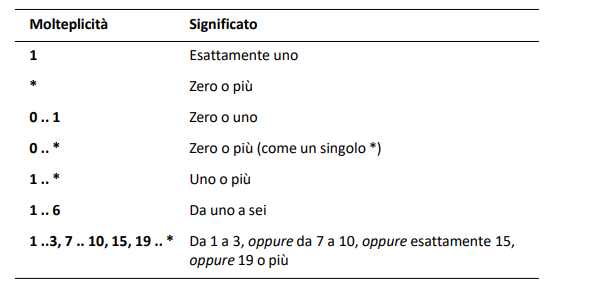 Molteplicità Significato
1 Esattamente uno
* Zero o più
0 .. 1 Zero o uno
0 .. * Zero o più (come un singolo *)
1 .. * Uno o più
1 .. 6 Da uno a sei
1 ..3, 7 .. 10, 15, 19 .. * Da 1 a 3, oppure da 7 a 10, oppure esattamente 15,
oppure 19 o più